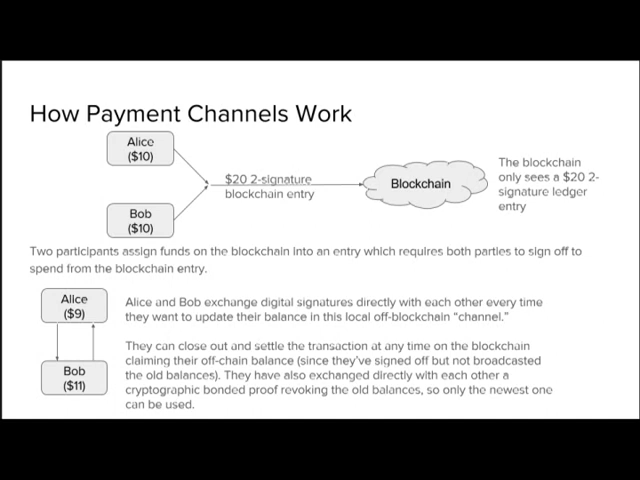 How Payment Channels Work
Alice
($10)
Bob
($10)
$20 2-signature
blockchain entry
Blockchain
The blockchain
only sees a $20 2-
signature ledger
entry
Two participants assign funds on the blockchain into an entry which requires both parties to sign off to
spend from the blockchain entry.
Alice
($9)
Bob
($11)
Alice and Bob exchange digital signatures directly with each other every time
they want to update their balance in this local off-blockchain “channel.”
They can close out and settle the transaction at any time on the blockchain
claiming their off-chain balance (since they’ve signed off but not broadcasted
the old balances). They have also exchanged directly with each other a
cryptographic bonded proof revoking the old balances, so only the newest one
can be used.